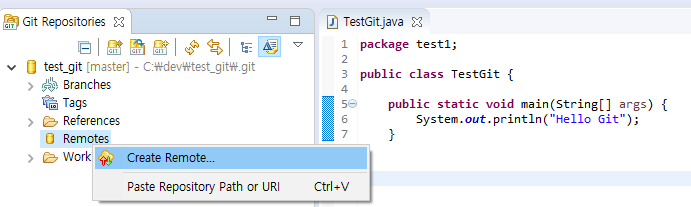 Git Repositories
test_git [master] - C:₩dev₩test_git₩.git
Branches
Tags
References
Remotes
Work
Create Remote...
Paste Repository Path or URI Ctrl+V
TestGit.java
1 package test1;
2
3 public class TestGit {
4
5 public static void main(String[] args) {
6 System.out.println("Hello Git");
7 }